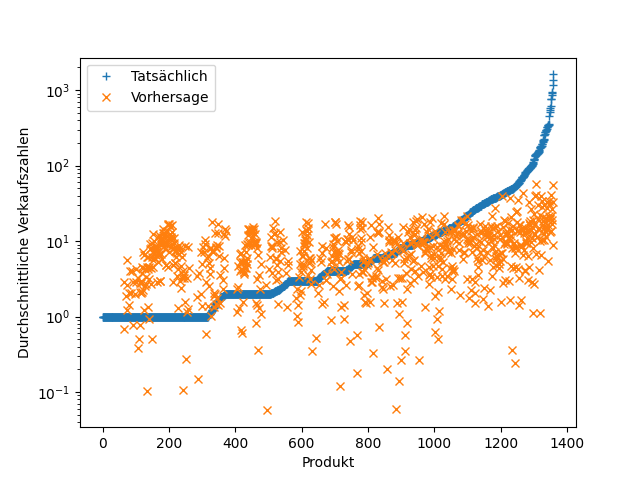 Tatsächlich
Vorhersage
10³
10²
10¹
10⁰
10⁻¹
Durchschnittliche Verkaufszahlen
0 200 400 600 800 1000 1200 1400
Produkt